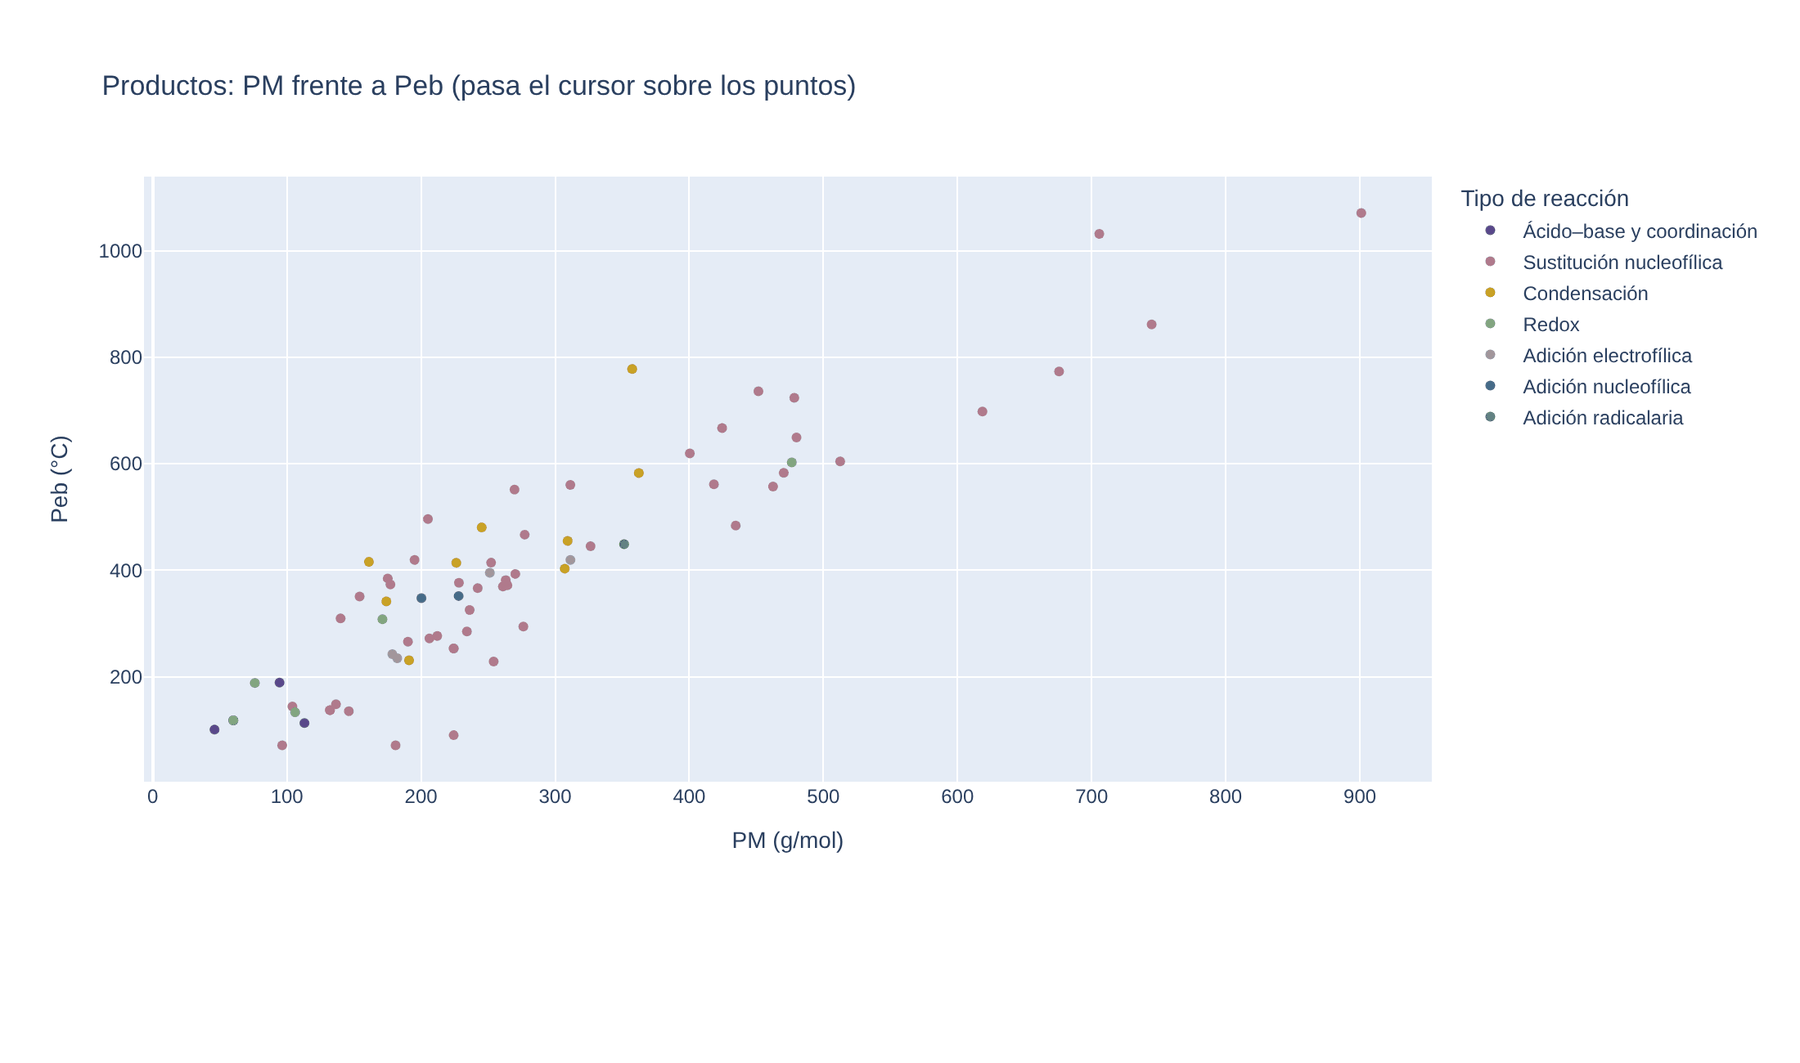 Productos: PM frente a Peb (pasa el cursor sobre los puntos)
Tipo de reacción
Ácido–base y coordinación
Sustitución nucleofílica
Condensación
Redox
Adición electrofílica
Adición nucleofílica
Adición radicalaria
Peb (°C)
1000
800
600
400
200
0 100 200 300 400 500 600 700 800 900
PM (g/mol)